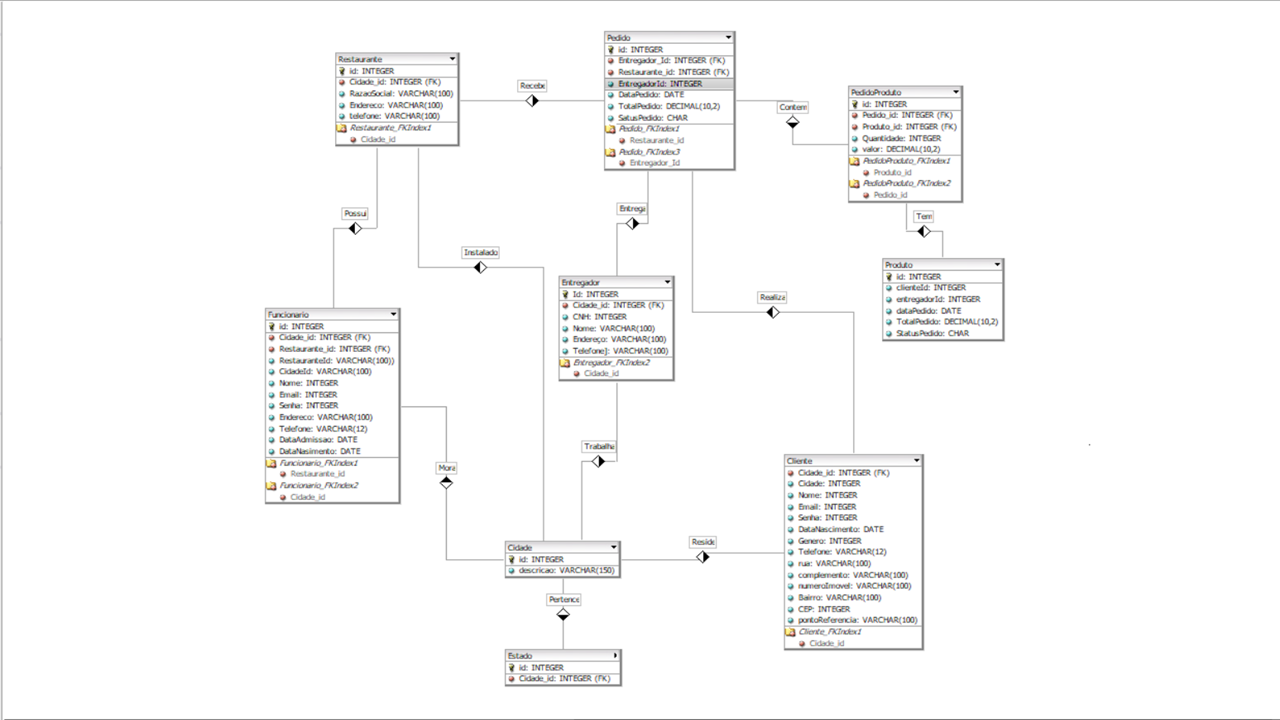 Restaurante
id: INTEGER
Cidade_id: INTEGER (FK)
RazaoSocial: VARCHAR(100)
Endereco: VARCHAR(100)
telefone: VARCHAR(100)
Restaurante_FKIndex1
Cidade_id
Recebe
Pedido
id: INTEGER
Entregador_Id: INTEGER (FK)
Restaurante_id: INTEGER (FK)
EntregadorId: INTEGER
DataPedido: DATE
TotalPedido: DECIMAL(10,2)
SatusPedido: CHAR
Pedido_FKIndex1
Restaurante_id
Pedido_FKIndex3
Entregador_Id
Contem
PedidoProduto
id: INTEGER
Pedido_id: INTEGER (FK)
Produto_id: INTEGER (FK)
Quantidade: INTEGER
valor: DECIMAL(10,2)
PedidoProduto_FKIndex1
Produto_id
PedidoProduto_FKIndex2
Pedido_id
Possui
Entrega
Tem
Instalado
Produto
id: INTEGER
clienteId: INTEGER
entregadorId: INTEGER
dataPedido: DATE
TotalPedido: DECIMAL(10,2)
StatusPedido: CHAR
Entregador
Id: INTEGER
Cidade_id: INTEGER (FK)
CNH: INTEGER
Nome: VARCHAR(100)
Endereço: VARCHAR(100)
Telefone]: VARCHAR(100)
Entregador_FKIndex2
Cidade_id
Realiza
Funcionario
id: INTEGER
Cidade_id: INTEGER (FK)
Restaurante_id: INTEGER (FK)
RestauranteId: VARCHAR(100))
CidadeId: VARCHAR(100)
Nome: INTEGER
Email: INTEGER
Senha: INTEGER
Endereco: VARCHAR(100)
Telefone: VARCHAR(12)
DataAdmissao: DATE
DataNasimento: DATE
Funcionario_FKIndex1
Restaurante_id
Funcionario_FKIndex2
Cidade_id
Trabalha
Mora
Cliente
Cidade_id: INTEGER (FK)
Cidade: INTEGER
Nome: INTEGER
Email: INTEGER
Senha: INTEGER
DataNascimento: DATE
Genero: INTEGER
Telefone: VARCHAR(12)
rua: VARCHAR(100)
complemento: VARCHAR(100)
numeroImovel: VARCHAR(100)
Bairro: VARCHAR(100)
CEP: INTEGER
pontoReferencia: VARCHAR(100)
Cliente_FKIndex1
Cidade_id
Cidade
id: INTEGER
descricao: VARCHAR(150)
Reside
Pertence
Estado
id: INTEGER
Cidade_id: INTEGER (FK)